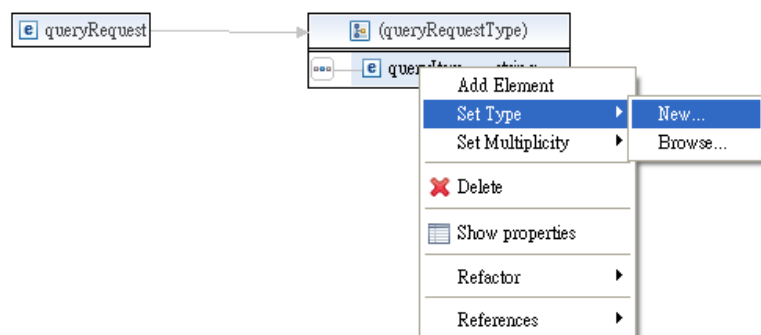 e queryRequest
(queryRequestType)
e
Add Element
Set Type
New...
Set Multiplicity
Browse...
Delete
Show properties
Refactor
References